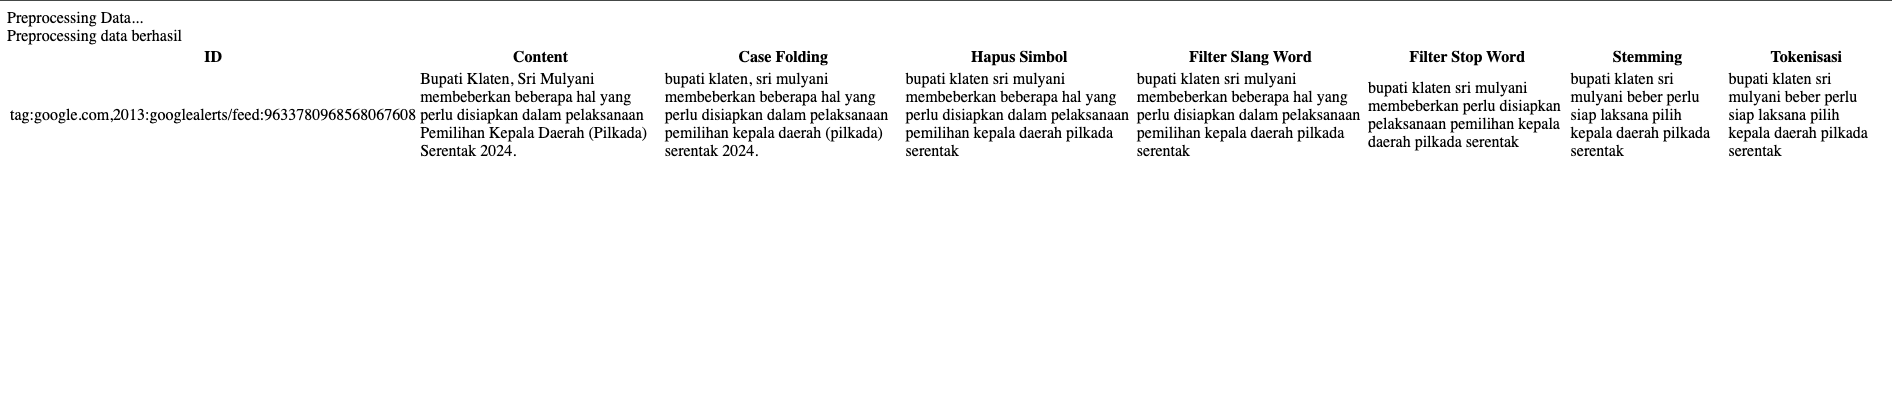 Preprocessing Data...
Preprocessing data berhasil
ID Content Case Folding Hapus Simbol Filter Slang Word Filter Stop Word Stemming Tokenisasi
tag:google.com,2013:googlealerts/feed:9633780968568067608
Bupati Klaten, Sri Mulyani
membeberkan beberapa hal yang
perlu disiapkan dalam pelaksanaan
Pemilihan Kepala Daerah (Pilkada)
Serentak 2024.
bupati klaten, sri mulyani
membeberkan beberapa hal yang
perlu disiapkan dalam pelaksanaan
pemilihan kepala daerah (pilkada)
serentak 2024.
bupati klaten sri mulyani
membeberkan beberapa hal yang
perlu disiapkan dalam pelaksanaan
pemilihan kepala daerah pilkada
serentak
bupati klaten sri mulyani
membeberkan beberapa hal yang
perlu disiapkan dalam pelaksanaan
pemilihan kepala daerah pilkada
serentak
bupati klaten sri mulyani
membeberkan perlu disiapkan
pelaksanaan pemilihan kepala
daerah pilkada serentak
bupati klaten sri
mulyani beber perlu
siap laksana pilih
kepala daerah pilkada
serentak
bupati klaten sri
mulyani beber perlu
siap laksana pilih
kepala daerah pilkada
serentak